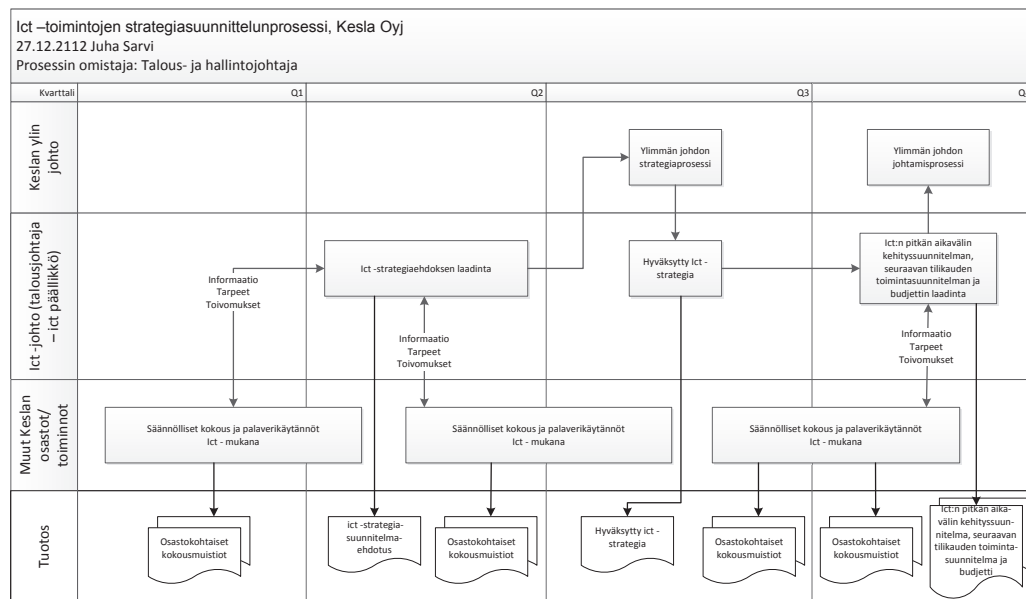 Ict –toimintojen strategiasuunnittelunprosessi, Kesla Oyj
27.12.2112 Juha Sarvi
Prosessin omistaja: Talous- ja hallintojohtaja
Kvarttali
Q1
Q2
Q3
Keslan ylin
johto
Ylimmän johdon
strategiaprosessi
Ylimmän johdon
johtamisprosessi
Ict -johto (talousjohtaja
– ict päällikkö)
Informaatio
Tarpeet
Toivomukset
Ict -strategiaehdoksen laadinta
Informaatio
Tarpeet
Toivomukset
Hyväksytty Ict -
strategia
Ict:n pitkän aikavälin
kehityssuunnitelman,
seuraavan tilikauden
toimintasuunnitelman ja
budjettin laadinta
Informaatio
Tarpeet
Toivomukset
Muut Keslan
osastot/
toiminnot
Säännölliset kokous ja palaverikäytännöt
Ict - mukana
Säännölliset kokous ja palaverikäytännöt
Ict - mukana
Säännölliset kokous ja palaverikäytännöt
Ict - mukana
Tuotos
Osastokohtaiset
kokousmuistiot
ict -strategia-
suunnitelma-
ehdotus
Osastokohtaiset
kokousmuistiot
Hyväksytty ict -
strategia
Osastokohtaiset
kokousmuistiot
Osastokohtaiset
kokousmuistiot
Ict:n pitkän aika-
välin kehityssuun-
nitelma, seuraavan
tilikauden toiminta-
suunnitelma ja
budjetti